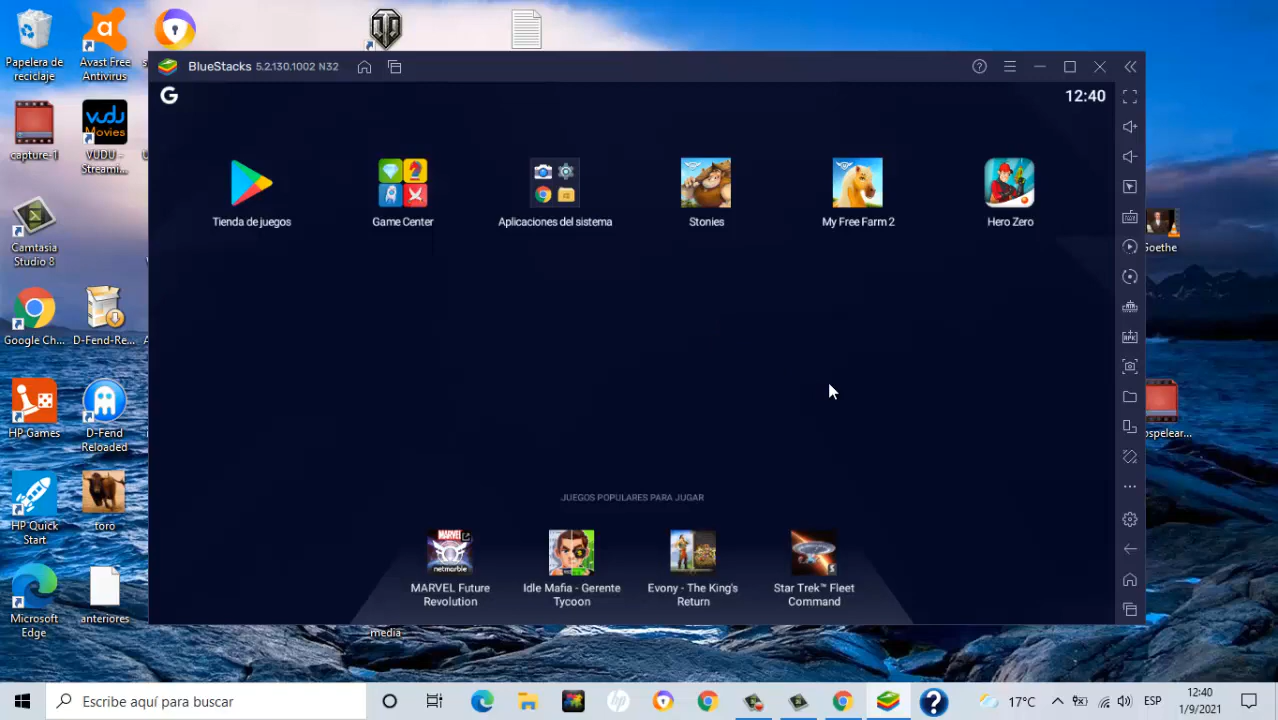 Papelera de
reciclaje
Avast Free
Antivirus
capture-1
vudu
Movies
VUDU -
Streami...
Camtasia
Studio 8
Google Ch...
D-Fend-Re...
HP Games
D-Fend
Reloaded
HP Quick
Start
toro
Microsoft
Edge
anteriores
media
Goethe
BlueStacks 5.2.130.1002 N32
G
12:40
Tienda de juegos
Game Center
Aplicaciones del sistema
Stonies
My Free Farm 2
Hero Zero
JUEGOS POPULARES PARA JUGAR
MARVEL
netmarble
MARVEL Future
Revolution
Idle Mafia - Gerente
Tycoon
Evony - The King's
Return
Star Trek™ Fleet
Command
APK
Escribe aquí para buscar
hp
17°C
ESP
12:40
1/9/2021